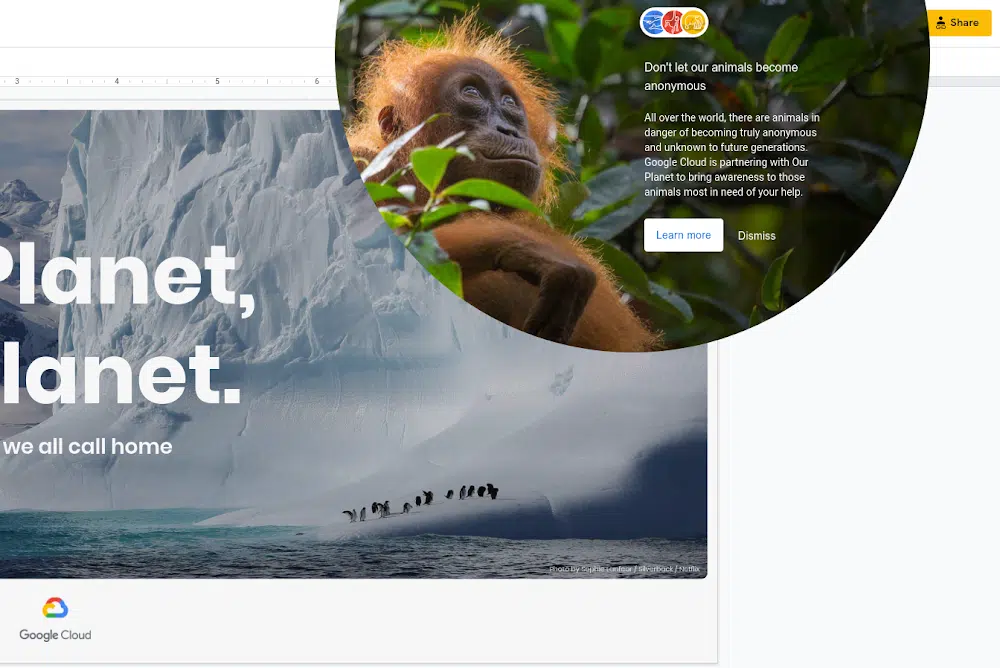 Share
Don't let our animals become
anonymous
3 4 5 6
All over the world, there are animals in
danger of becoming truly anonymous
and unknown to future generations.
Google Cloud is partnering with Our
Planet to bring awareness to those
animals most in need of your help.
Learn more Dismiss
Planet,
lanet.
we all call home
Photo by Sophie Lanfear / Silverback / Netflix
Google Cloud